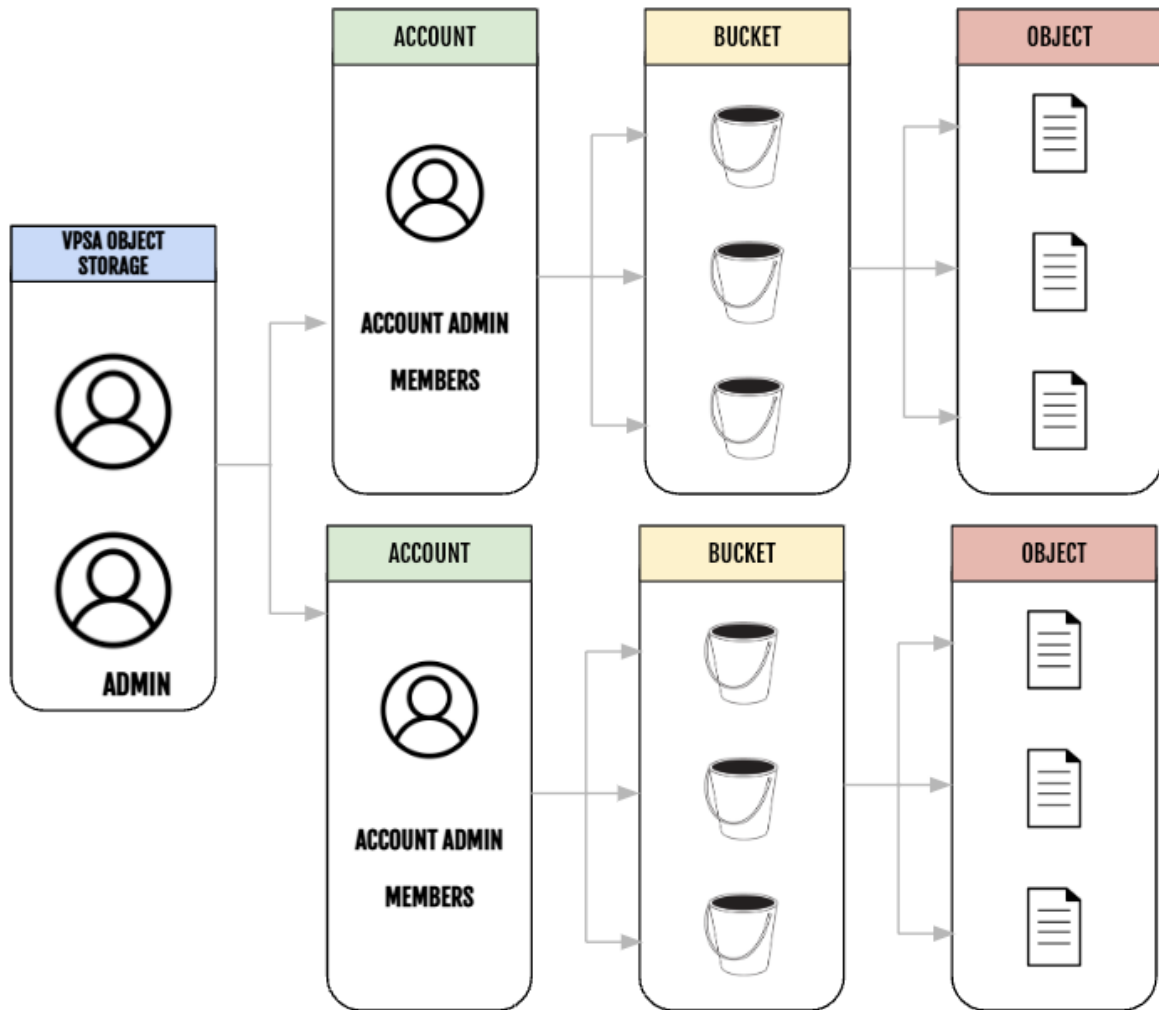 ACCOUNT
BUCKET
OBJECT
VPSA OBJECT
STORAGE
ACCOUNT ADMIN
MEMBERS
ADMIN
ACCOUNT
BUCKET
OBJECT
ACCOUNT ADMIN
MEMBERS